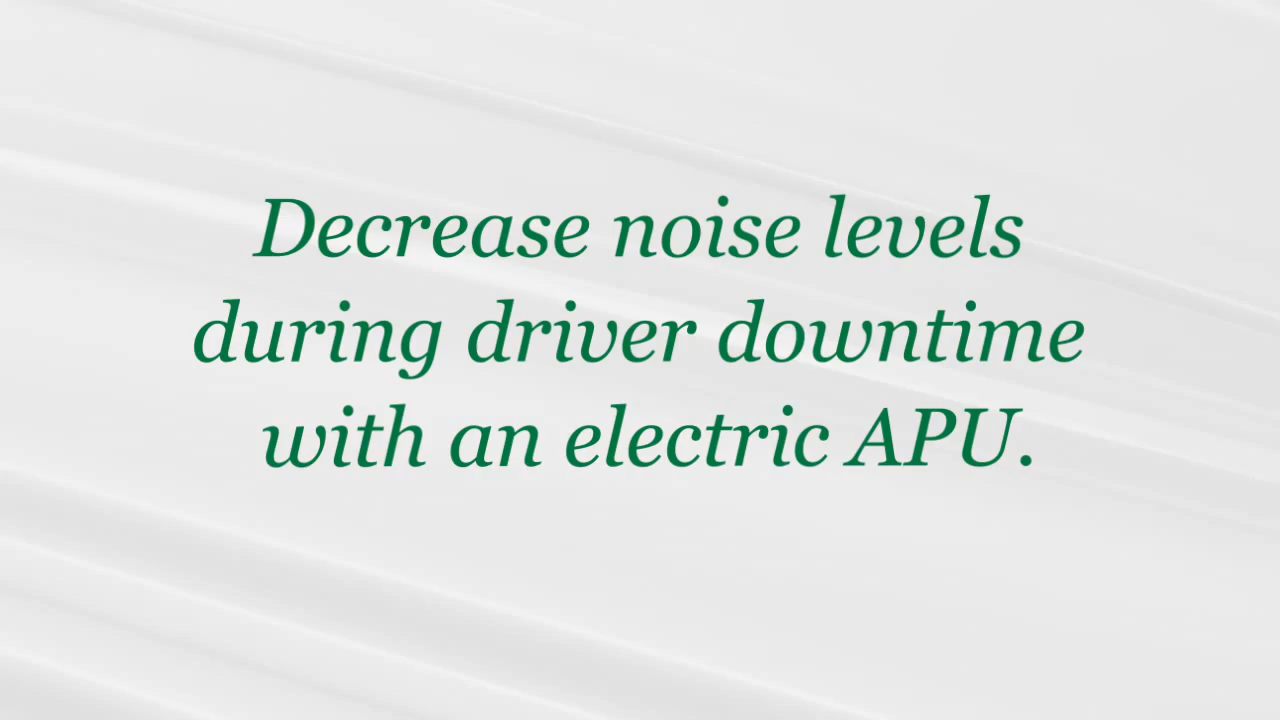 Decrease noise levels
during driver downtime
with an electric APU.